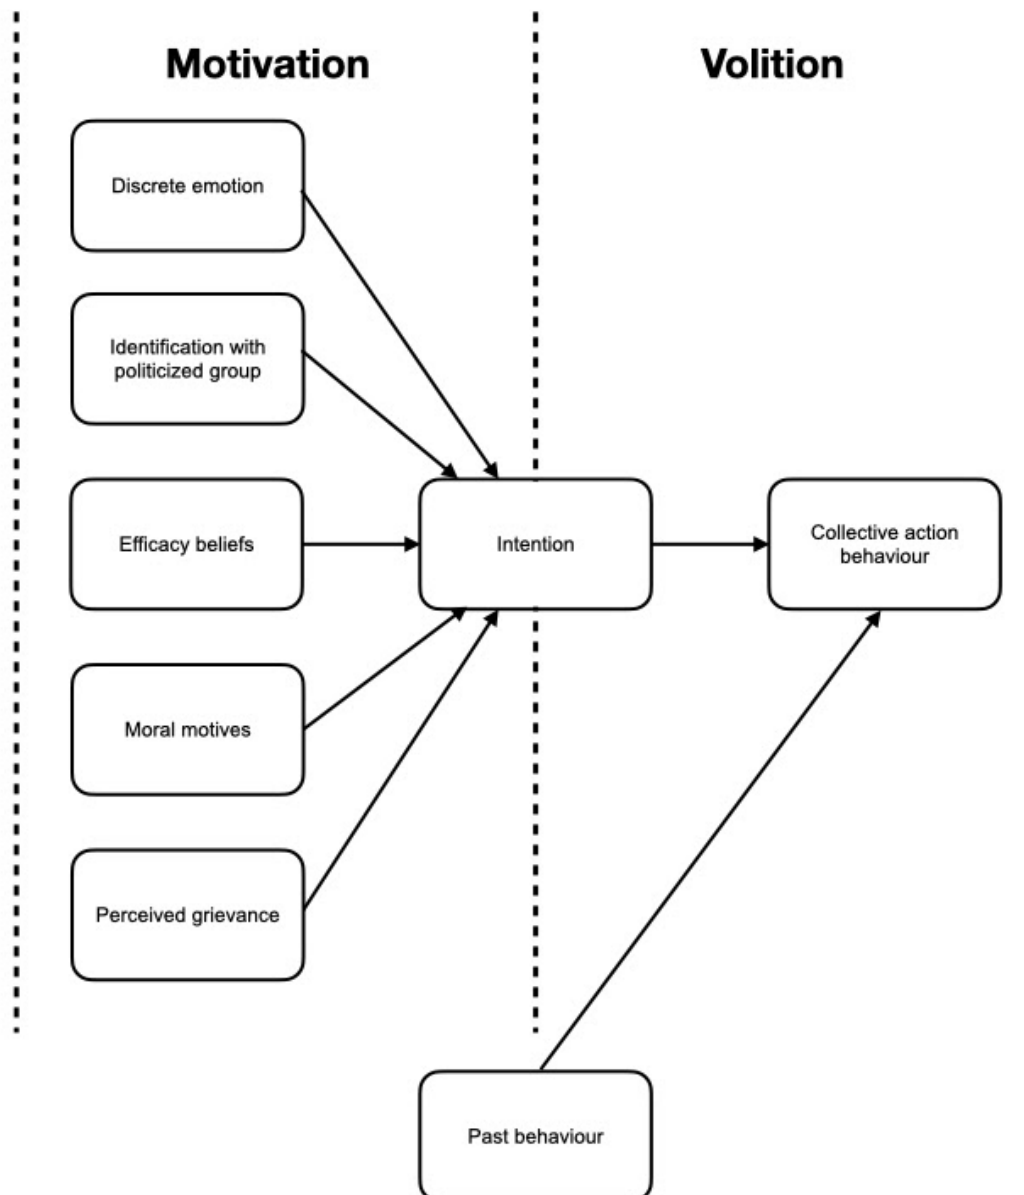 Motivation
Volition
Discrete emotion
Identification with
politicized group
Efficacy beliefs
Intention
Collective action
behaviour
Moral motives
Perceived grievance
Past behaviour